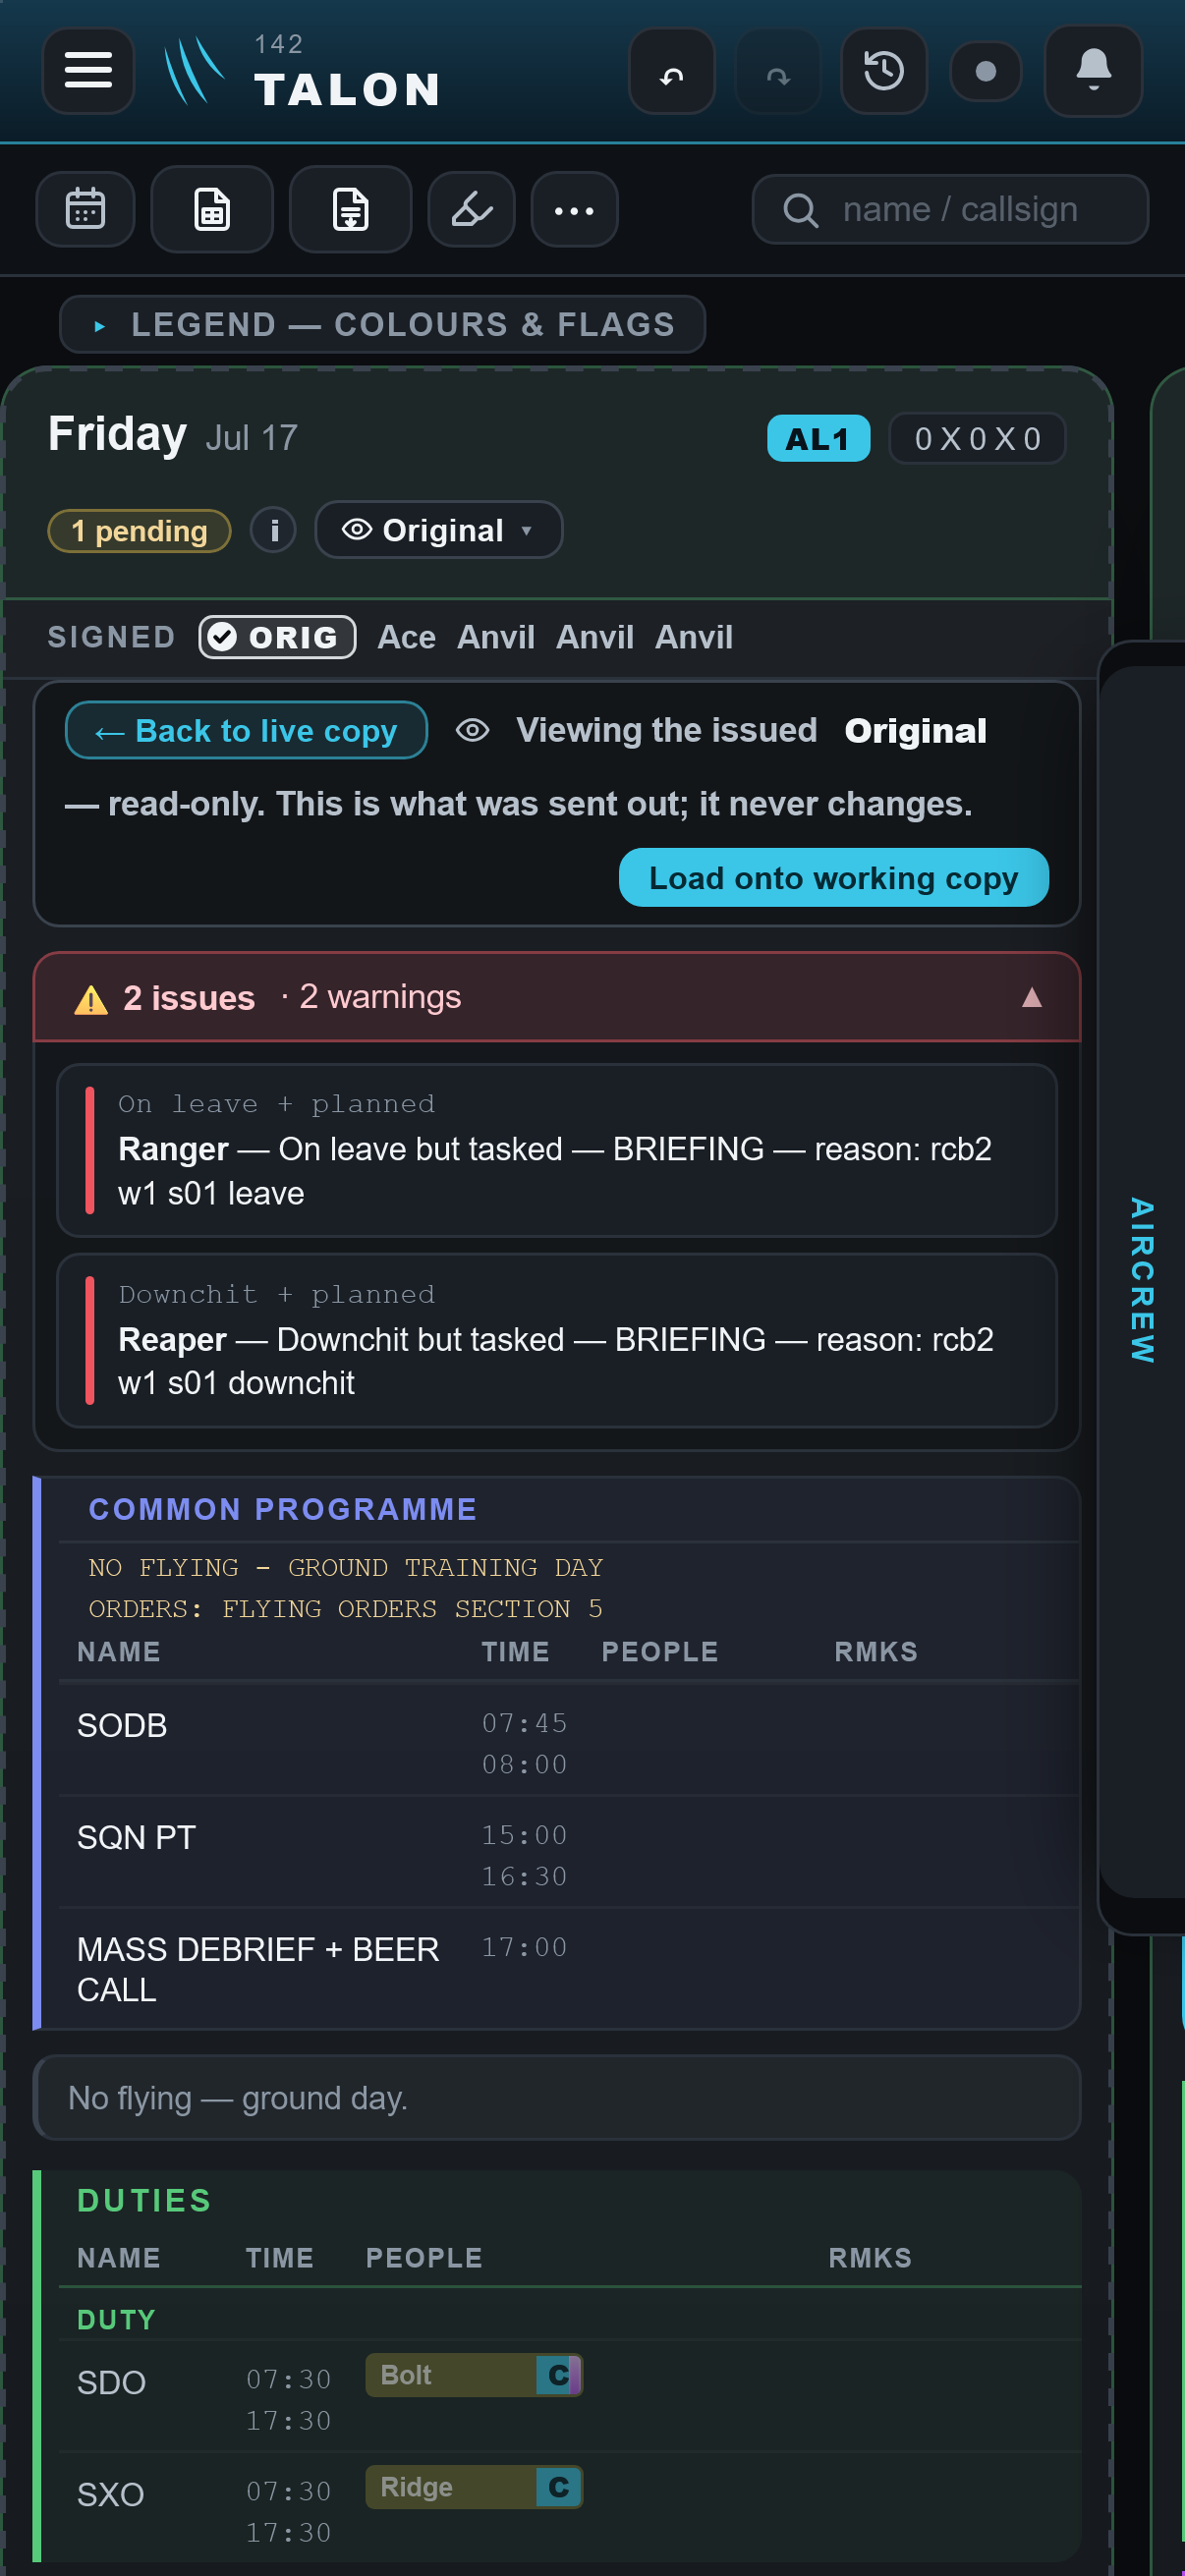 142
TALON
name / callsign
▸ LEGEND — COLOURS & FLAGS
Friday Jul 17
AL1
0 X 0 X 0
1 pending
i
Original ▾
SIGNED ORIG Ace Anvil Anvil Anvil
← Back to live copy Viewing the issued Original
— read-only. This is what was sent out; it never changes.
Load onto working copy
⚠️ 2 issues · 2 warnings ▲
On leave + planned
Ranger — On leave but tasked — BRIEFING — reason: rcb2
w1 s01 leave
Downchit + planned
Reaper — Downchit but tasked — BRIEFING — reason: rcb2
w1 s01 downchit
AIRCREW
COMMON PROGRAMME
NO FLYING - GROUND TRAINING DAY
ORDERS: FLYING ORDERS SECTION 5
NAME TIME PEOPLE RMKS
SODB 07:45
08:00
SQN PT 15:00
16:30
MASS DEBRIEF + BEER 17:00
CALL
No flying — ground day.
DUTIES
NAME TIME PEOPLE RMKS
DUTY
SDO 07:30 Bolt C
17:30
SXO 07:30 Ridge C
17:30